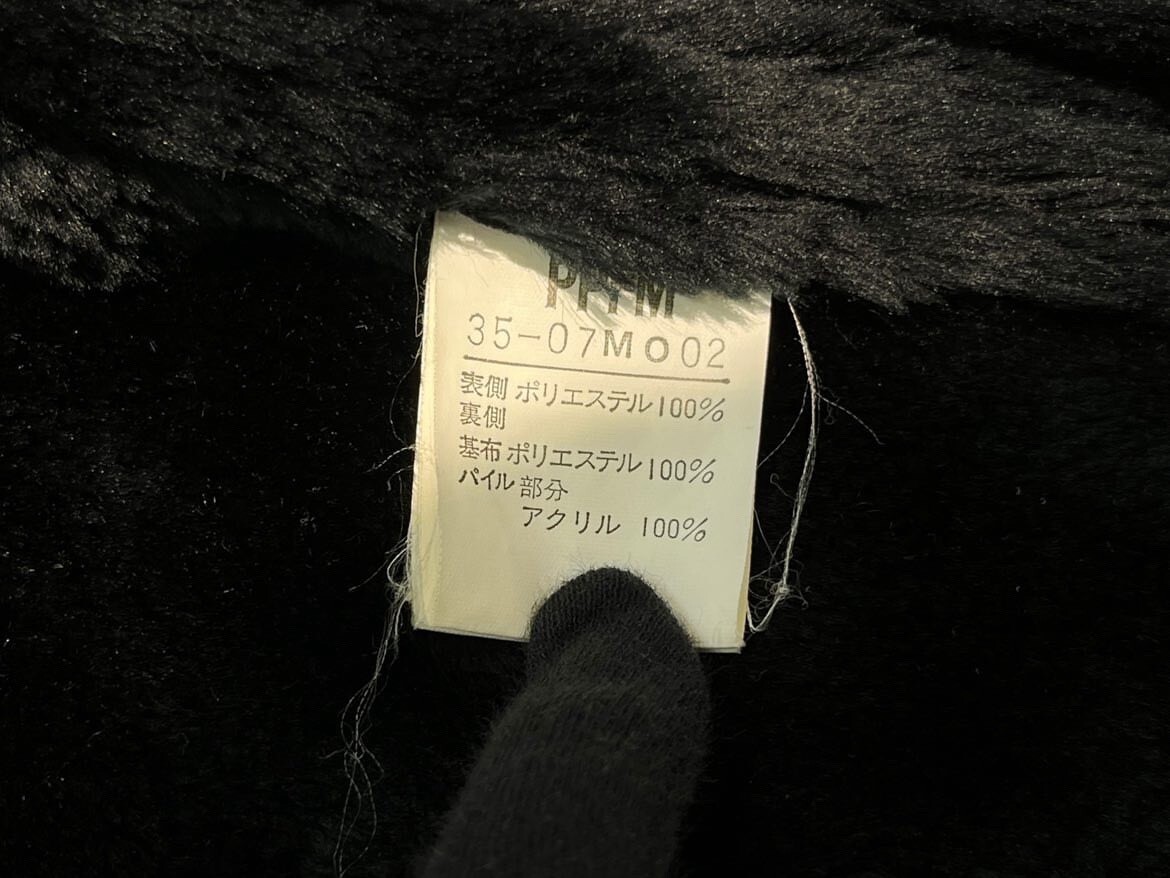 35-07MO02
表側 ポリエステル100%
裏側
基布 ポリエステル100%
パイル部分
アクリル 100%